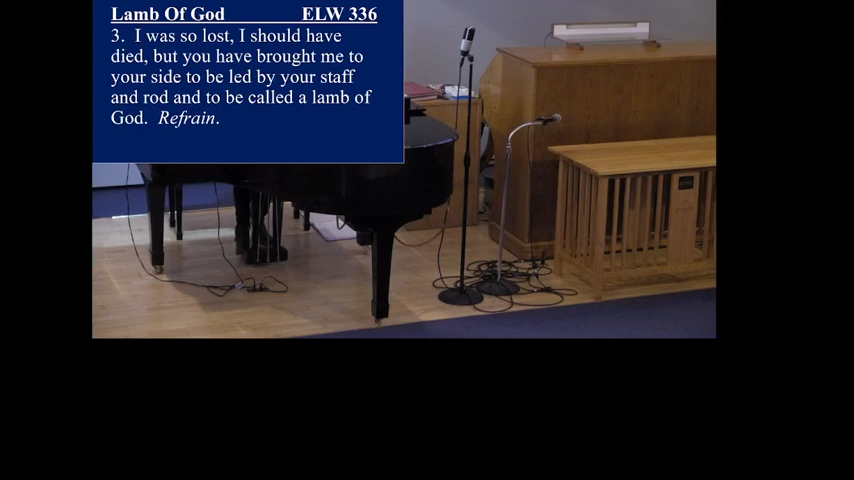 Lamb Of God ELW 336
3. I was so lost, I should have
died, but you have brought me to
your side to be led by your staff
and rod and to be called a lamb of
God. Refrain.